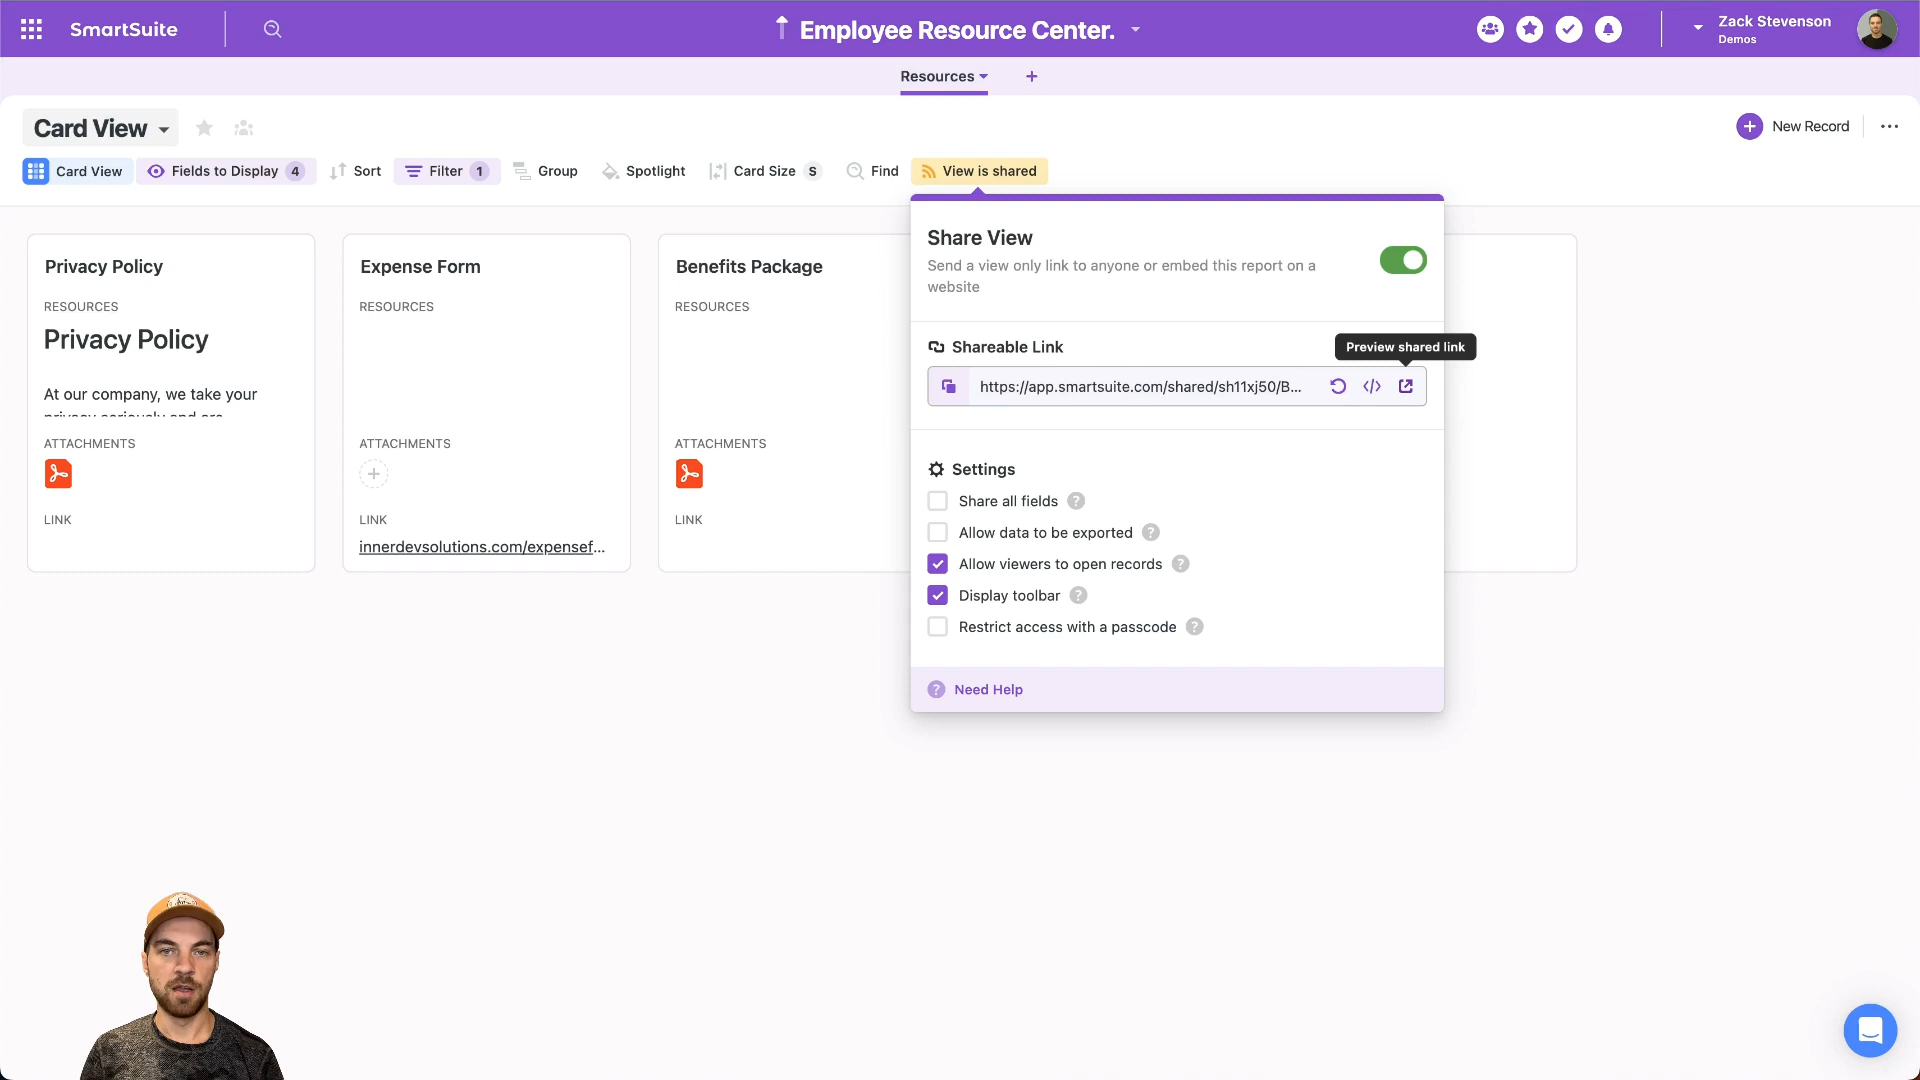 SmartSuite
Employee Resource Center.
Zack Stevenson
Demos
Resources
Card View
New Record
Card View
Fields to Display 4
Sort
Filter 1
Group
Spotlight
Card Size S
Find
View is shared
Privacy Policy
RESOURCES
Privacy Policy
At our company, we take your
privacy seriously and are
ATTACHMENTS
LINK
Expense Form
RESOURCES
ATTACHMENTS
LINK
innerdevsolutions.com/expensef...
Benefits Package
RESOURCES
ATTACHMENTS
LINK
Share View
Send a view only link to anyone or embed this report on a
website
Shareable Link
Preview shared link
https://app.smartsuite.com/shared/sh11xj50/B...
Settings
Share all fields ?
Allow data to be exported ?
Allow viewers to open records ?
Display toolbar ?
Restrict access with a passcode ?
? Need Help